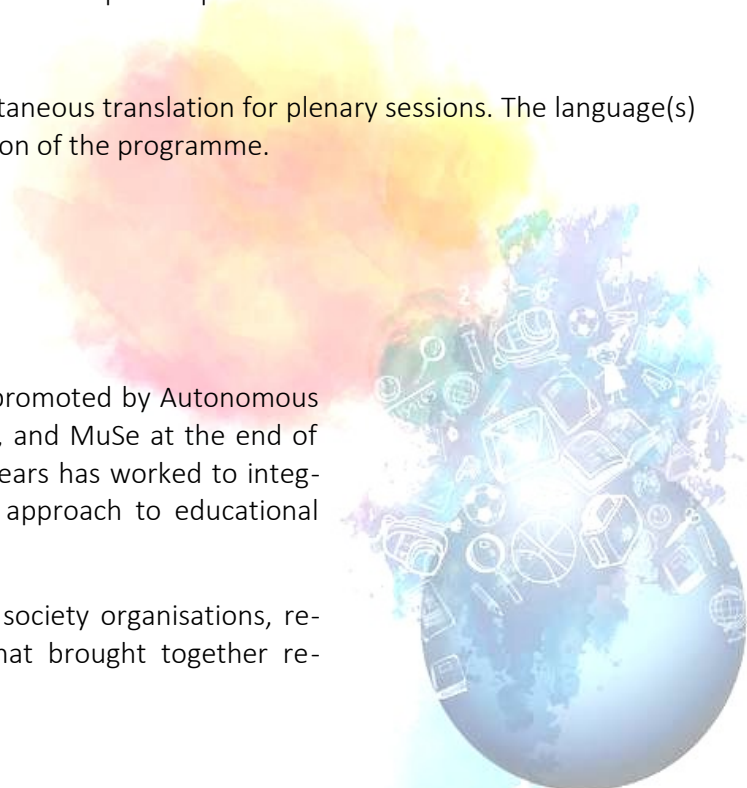 taneous translation for plenary sessions. The language(s)
on of the programme.
promoted by Autonomous
, and MuSe at the end of
ears has worked to integ-
approach to educational
society organisations, re-
hat brought together re-